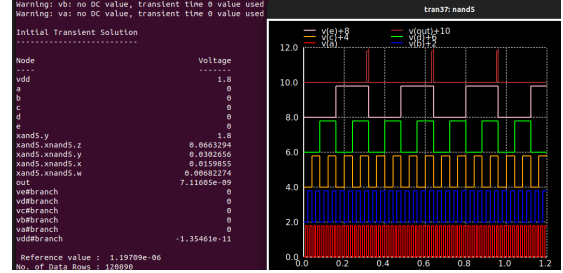 Warning: vb: no DC value, transient time 0 value used
Warning: va: no DC value, transient time 0 value used
Initial Transient Solution
--------------------------
Node Voltage
---- -------
vdd 1.8
a 0
b 0
c 0
d 0
e 0
xand5.y 1.8
xand5.xnand5.z 0.0663294
xand5.xnand5.y 0.0302656
xand5.xnand5.x 0.0159855
xand5.xnand5.w 0.00682274
out 7.11605e-09
ve#branch 0
vd#branch 0
vc#branch 0
vb#branch 0
va#branch 0
vdd#branch -1.35461e-11
Reference value : 1.19709e-06
No. of Data Rows : 120890
tran37: nand5
v(e)+8 v(out)+10
v(c)+4 v(d)+6
v(a) v(b)+2
12.0
10.0
8.0
6.0
4.0
2.0
0.0
0.0 0.2 0.4 0.6 0.8 1.0 1.2